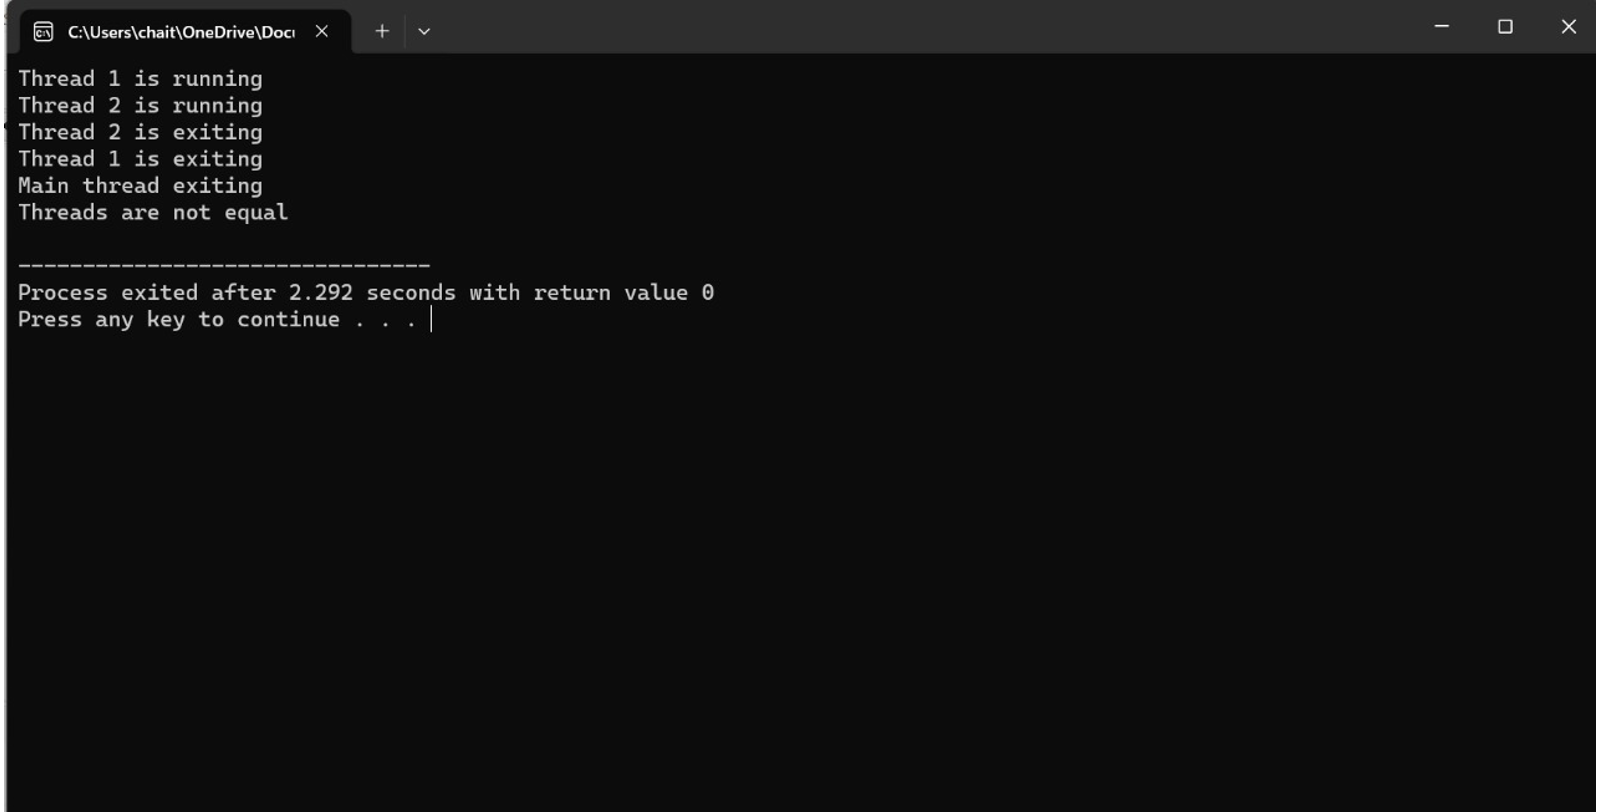 C:\Users\chait\OneDrive\Docu
Thread 1 is running
Thread 2 is running
Thread 2 is exiting
Thread 1 is exiting
Main thread exiting
Threads are not equal
--------------------------------
Process exited after 2.292 seconds with return value 0
Press any key to continue . . .